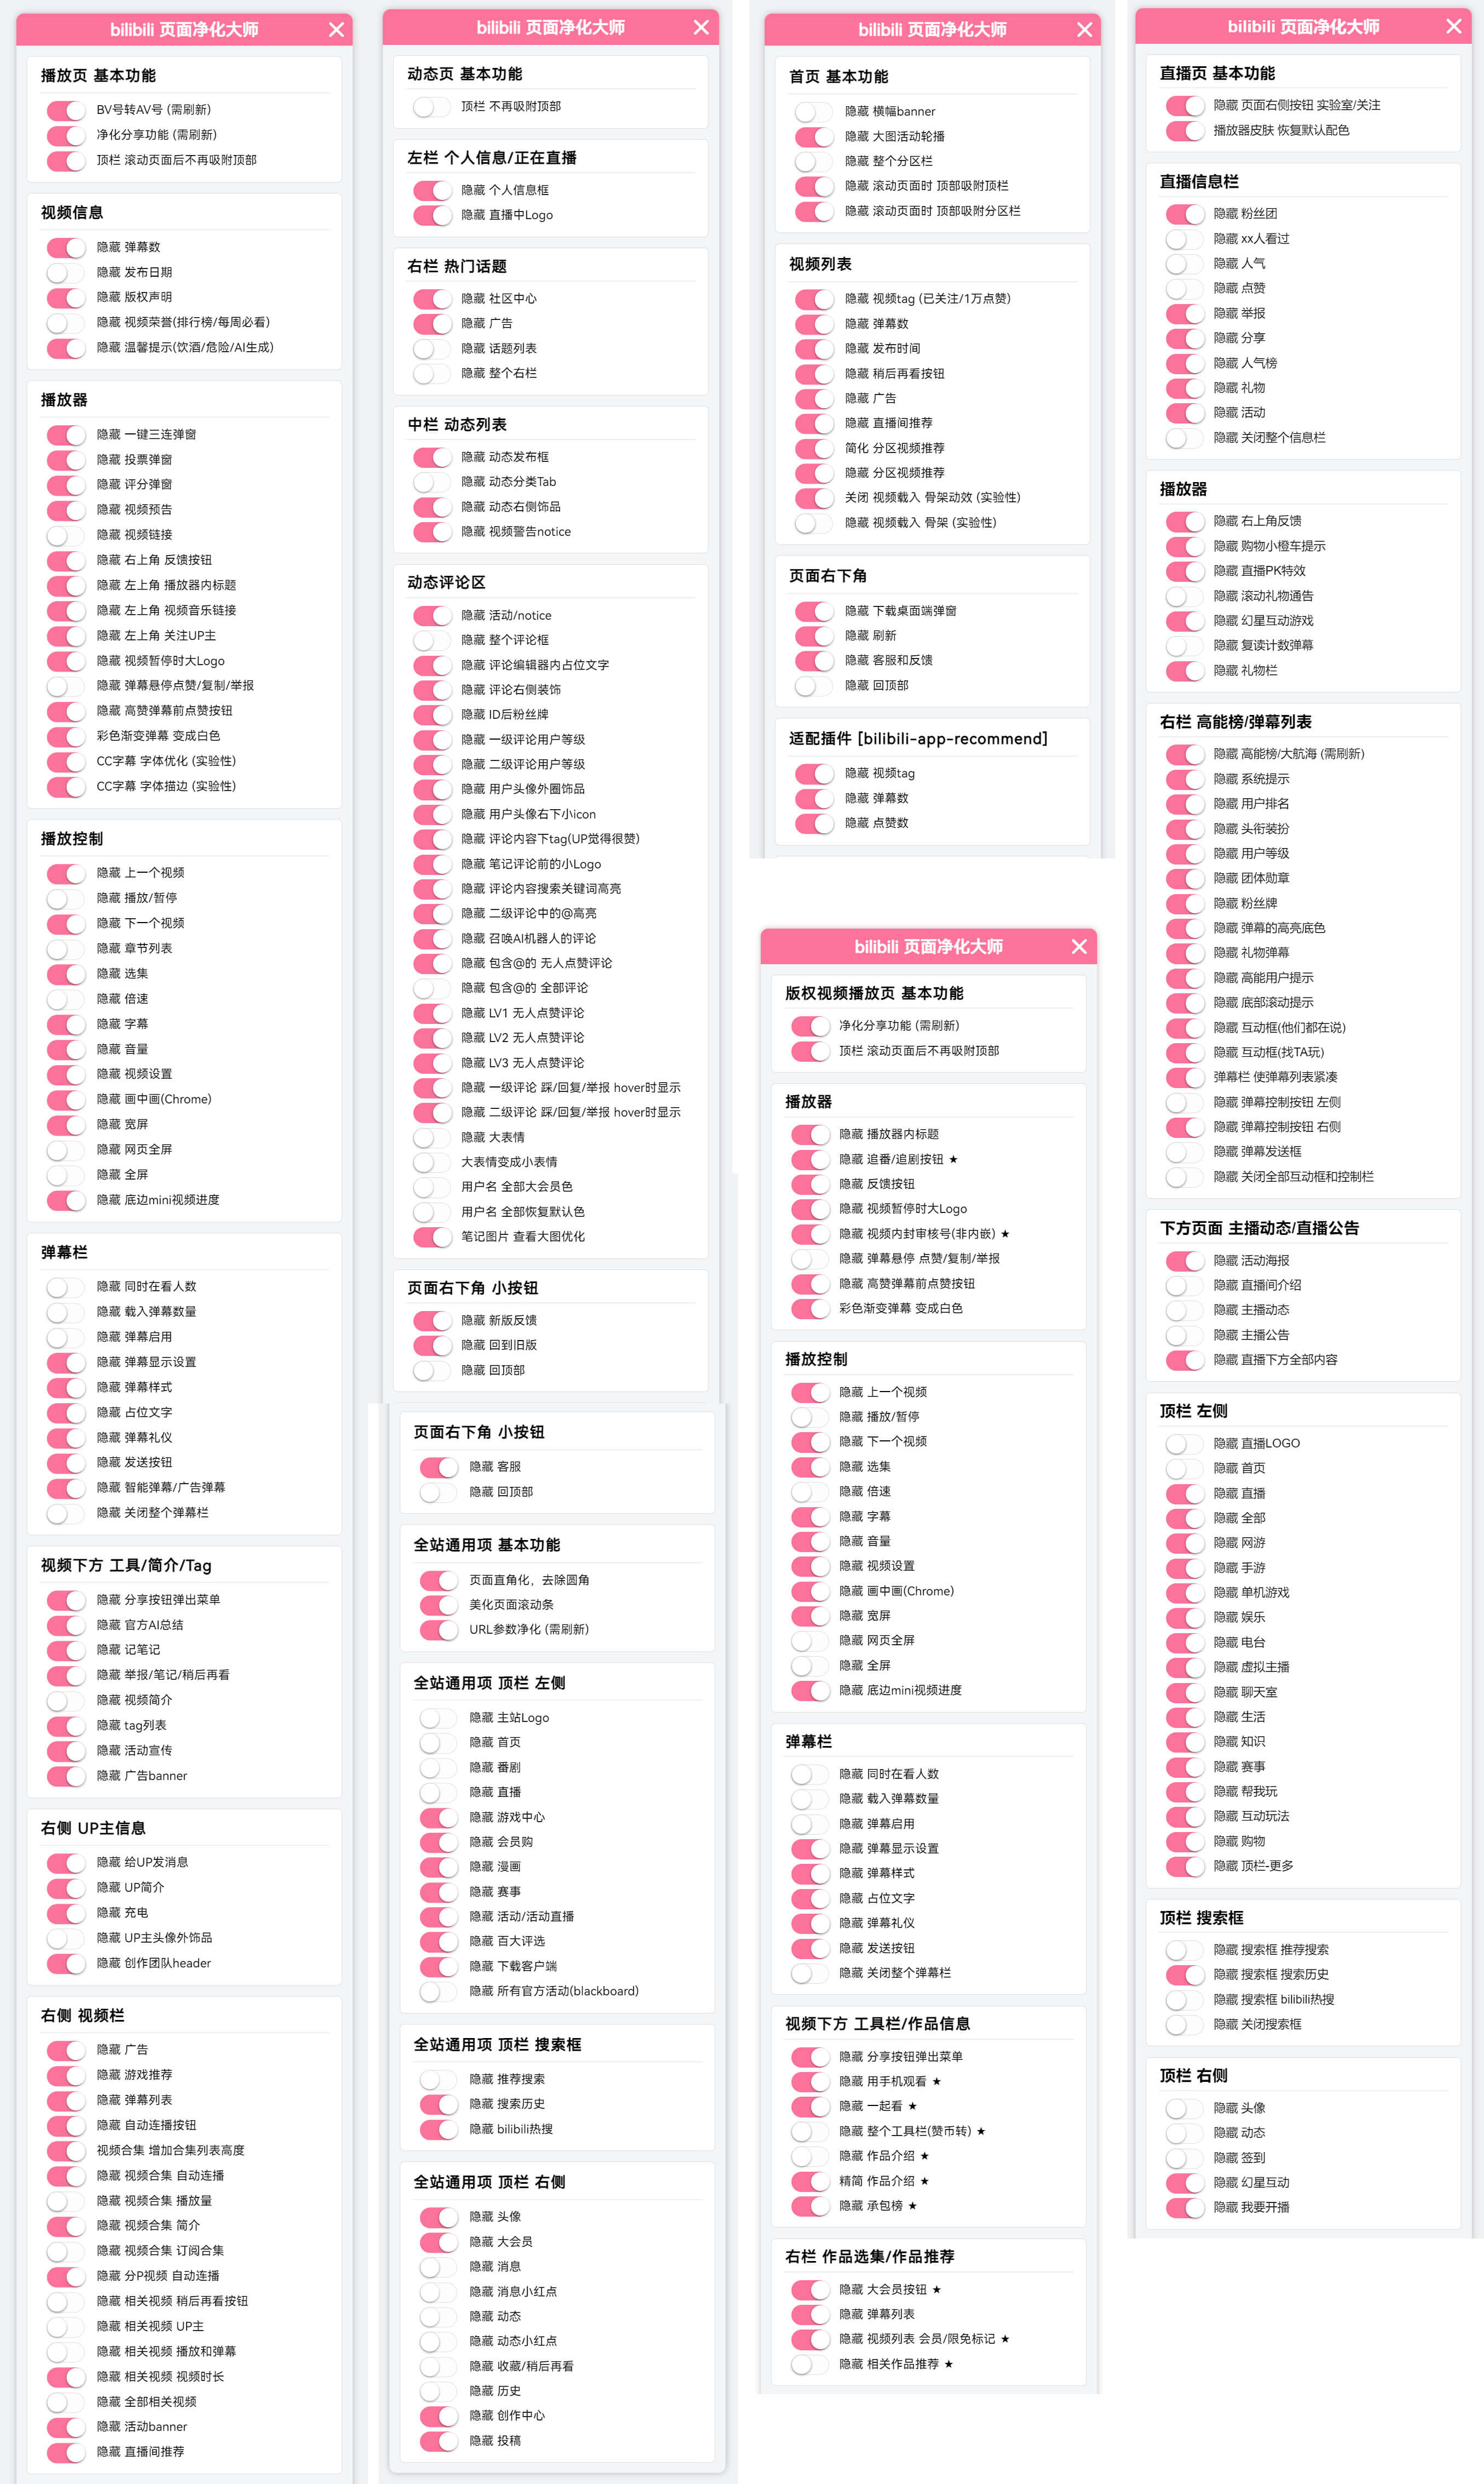 bilibili 页面净化大师
播放页 基本功能
BV号转AV号 (需刷新)
净化分享功能 (需刷新)
顶栏 滚动页面后不再吸附顶部
视频信息
隐藏 弹幕数
隐藏 发布日期
隐藏 版权声明
隐藏 视频荣誉(排行榜/每周必看)
隐藏 温馨提示(饮酒/危险/AI生成)
播放器
隐藏 一键三连弹窗
隐藏 投票弹窗
隐藏 评分弹窗
隐藏 视频预告
隐藏 视频链接
隐藏 右上角 反馈按钮
隐藏 左上角 播放器内标题
隐藏 左上角 视频音乐链接
隐藏 左上角 关注UP主
隐藏 视频暂停时大Logo
隐藏 弹幕悬停点赞/复制/举报
隐藏 高赞弹幕前点赞按钮
彩色渐变弹幕 变成白色
CC字幕 字体优化 (实验性)
CC字幕 字体描边 (实验性)
播放控制
隐藏 上一个视频
隐藏 播放/暂停
隐藏 下一个视频
隐藏 章节列表
隐藏 选集
隐藏 倍速
隐藏 字幕
隐藏 音量
隐藏 视频设置
隐藏 画中画(Chrome)
隐藏 宽屏
隐藏 网页全屏
隐藏 全屏
隐藏 底边mini视频进度
弹幕栏
隐藏 同时在看人数
隐藏 载入弹幕数量
隐藏 弹幕启用
隐藏 弹幕显示设置
隐藏 弹幕样式
隐藏 占位文字
隐藏 弹幕礼仪
隐藏 发送按钮
隐藏 智能弹幕/广告弹幕
隐藏 关闭整个弹幕栏
视频下方 工具/简介/Tag
隐藏 分享按钮弹出菜单
隐藏 官方AI总结
隐藏 记笔记
隐藏 举报/笔记/稍后再看
隐藏 视频简介
隐藏 tag列表
隐藏 活动宣传
隐藏 广告banner
右侧 UP主信息
隐藏 给UP发消息
隐藏 UP简介
隐藏 充电
隐藏 UP主头像外饰品
隐藏 创作团队header
右侧 视频栏
隐藏 广告
隐藏 游戏推荐
隐藏 弹幕列表
隐藏 自动连播按钮
视频合集 增加合集列表高度
隐藏 视频合集 自动连播
隐藏 视频合集 播放量
隐藏 视频合集 简介
隐藏 视频合集 订阅合集
隐藏 分P视频 自动连播
隐藏 相关视频 稍后再看按钮
隐藏 相关视频 UP主
隐藏 相关视频 播放和弹幕
隐藏 相关视频 视频时长
隐藏 全部相关视频
隐藏 活动banner
隐藏 直播间推荐
bilibili 页面净化大师
动态页 基本功能
顶栏 不再吸附顶部
左栏 个人信息/正在直播
隐藏 个人信息框
隐藏 直播中Logo
右栏 热门话题
隐藏 社区中心
隐藏 广告
隐藏 话题列表
隐藏 整个右栏
中栏 动态列表
隐藏 动态发布框
隐藏 动态分类Tab
隐藏 动态右侧饰品
隐藏 视频警告notice
动态评论区
隐藏 活动/notice
隐藏 整个评论框
隐藏 评论编辑器内占位文字
隐藏 评论右侧装饰
隐藏 ID后粉丝牌
隐藏 一级评论用户等级
隐藏 二级评论用户等级
隐藏 用户头像外圈饰品
隐藏 用户头像右下小icon
隐藏 评论内容下tag(UP觉得很赞)
隐藏 笔记评论前的小Logo
隐藏 评论内容搜索关键词高亮
隐藏 二级评论中的@高亮
隐藏 召唤AI机器人的评论
隐藏 包含@的 无人点赞评论
隐藏 包含@的 全部评论
隐藏 LV1 无人点赞评论
隐藏 LV2 无人点赞评论
隐藏 LV3 无人点赞评论
隐藏 一级评论 踩/回复/举报 hover时显示
隐藏 二级评论 踩/回复/举报 hover时显示
隐藏 大表情
大表情变成小表情
用户名 全部大会员色
用户名 全部恢复默认色
笔记图片 查看大图优化
页面右下角 小按钮
隐藏 新版反馈
隐藏 回到旧版
隐藏 回顶部
页面右下角 小按钮
隐藏 客服
隐藏 回顶部
全站通用项 基本功能
页面直角化，去除圆角
美化页面滚动条
URL参数净化 (需刷新)
全站通用项 顶栏 左侧
隐藏 主站Logo
隐藏 首页
隐藏 番剧
隐藏 直播
隐藏 游戏中心
隐藏 会员购
隐藏 漫画
隐藏 赛事
隐藏 活动/活动直播
隐藏 百大评选
隐藏 下载客户端
隐藏 所有官方活动(blackboard)
全站通用项 顶栏 搜索框
隐藏 推荐搜索
隐藏 搜索历史
隐藏 bilibili热搜
全站通用项 顶栏 右侧
隐藏 头像
隐藏 大会员
隐藏 消息
隐藏 消息小红点
隐藏 动态
隐藏 动态小红点
隐藏 收藏/稍后再看
隐藏 历史
隐藏 创作中心
隐藏 投稿
bilibili 页面净化大师
首页 基本功能
隐藏 横幅banner
隐藏 大图活动轮播
隐藏 整个分区栏
隐藏 滚动页面时 顶部吸附顶栏
隐藏 滚动页面时 顶部吸附分区栏
视频列表
隐藏 视频tag (已关注/1万点赞)
隐藏 弹幕数
隐藏 发布时间
隐藏 稍后再看按钮
隐藏 广告
隐藏 直播间推荐
简化 分区视频推荐
隐藏 分区视频推荐
关闭 视频载入 骨架动效 (实验性)
隐藏 视频载入 骨架 (实验性)
页面右下角
隐藏 下载桌面端弹窗
隐藏 刷新
隐藏 客服和反馈
隐藏 回顶部
适配插件 [bilibili-app-recommend]
隐藏 视频tag
隐藏 弹幕数
隐藏 点赞数
bilibili 页面净化大师
版权视频播放页 基本功能
净化分享功能 (需刷新)
顶栏 滚动页面后不再吸附顶部
播放器
隐藏 播放器内标题
隐藏 追番/追剧按钮 ★
隐藏 反馈按钮
隐藏 视频暂停时大Logo
隐藏 视频内封审核号(非内嵌) ★
隐藏 弹幕悬停 点赞/复制/举报
隐藏 高赞弹幕前点赞按钮
彩色渐变弹幕 变成白色
播放控制
隐藏 上一个视频
隐藏 播放/暂停
隐藏 下一个视频
隐藏 选集
隐藏 倍速
隐藏 字幕
隐藏 音量
隐藏 视频设置
隐藏 画中画(Chrome)
隐藏 宽屏
隐藏 网页全屏
隐藏 全屏
隐藏 底边mini视频进度
弹幕栏
隐藏 同时在看人数
隐藏 载入弹幕数量
隐藏 弹幕启用
隐藏 弹幕显示设置
隐藏 弹幕样式
隐藏 占位文字
隐藏 弹幕礼仪
隐藏 发送按钮
隐藏 关闭整个弹幕栏
视频下方 工具栏/作品信息
隐藏 分享按钮弹出菜单
隐藏 用手机观看 ★
隐藏 一起看 ★
隐藏 整个工具栏(赞币转) ★
隐藏 作品介绍 ★
精简 作品介绍 ★
隐藏 承包榜 ★
右栏 作品选集/作品推荐
隐藏 大会员按钮 ★
隐藏 弹幕列表
隐藏 视频列表 会员/限免标记 ★
隐藏 相关作品推荐 ★
bilibili 页面净化大师
直播页 基本功能
隐藏 页面右侧按钮 实验室/关注
播放器皮肤 恢复默认配色
直播信息栏
隐藏 粉丝团
隐藏 xx人看过
隐藏 人气
隐藏 点赞
隐藏 举报
隐藏 分享
隐藏 人气榜
隐藏 礼物
隐藏 活动
隐藏 关闭整个信息栏
播放器
隐藏 右上角反馈
隐藏 购物小橙车提示
隐藏 直播PK特效
隐藏 滚动礼物通告
隐藏 幻星互动游戏
隐藏 复读计数弹幕
隐藏 礼物栏
右栏 高能榜/弹幕列表
隐藏 高能榜/大航海 (需刷新)
隐藏 系统提示
隐藏 用户排名
隐藏 头衔装扮
隐藏 用户等级
隐藏 团体勋章
隐藏 粉丝牌
隐藏 弹幕的高亮底色
隐藏 礼物弹幕
隐藏 高能用户提示
隐藏 底部滚动提示
隐藏 互动框(他们都在说)
隐藏 互动框(找TA玩)
弹幕栏 使弹幕列表紧凑
隐藏 弹幕控制按钮 左侧
隐藏 弹幕控制按钮 右侧
隐藏 弹幕发送框
隐藏 关闭全部互动框和控制栏
下方页面 主播动态/直播公告
隐藏 活动海报
隐藏 直播间介绍
隐藏 主播动态
隐藏 主播公告
隐藏 直播下方全部内容
顶栏 左侧
隐藏 直播LOGO
隐藏 首页
隐藏 直播
隐藏 全部
隐藏 网游
隐藏 手游
隐藏 单机游戏
隐藏 娱乐
隐藏 电台
隐藏 虚拟主播
隐藏 聊天室
隐藏 生活
隐藏 知识
隐藏 赛事
隐藏 帮我玩
隐藏 互动玩法
隐藏 购物
隐藏 顶栏-更多
顶栏 搜索框
隐藏 搜索框 推荐搜索
隐藏 搜索框 搜索历史
隐藏 搜索框 bilibili热搜
隐藏 关闭搜索框
顶栏 右侧
隐藏 头像
隐藏 动态
隐藏 签到
隐藏 幻星互动
隐藏 我要开播